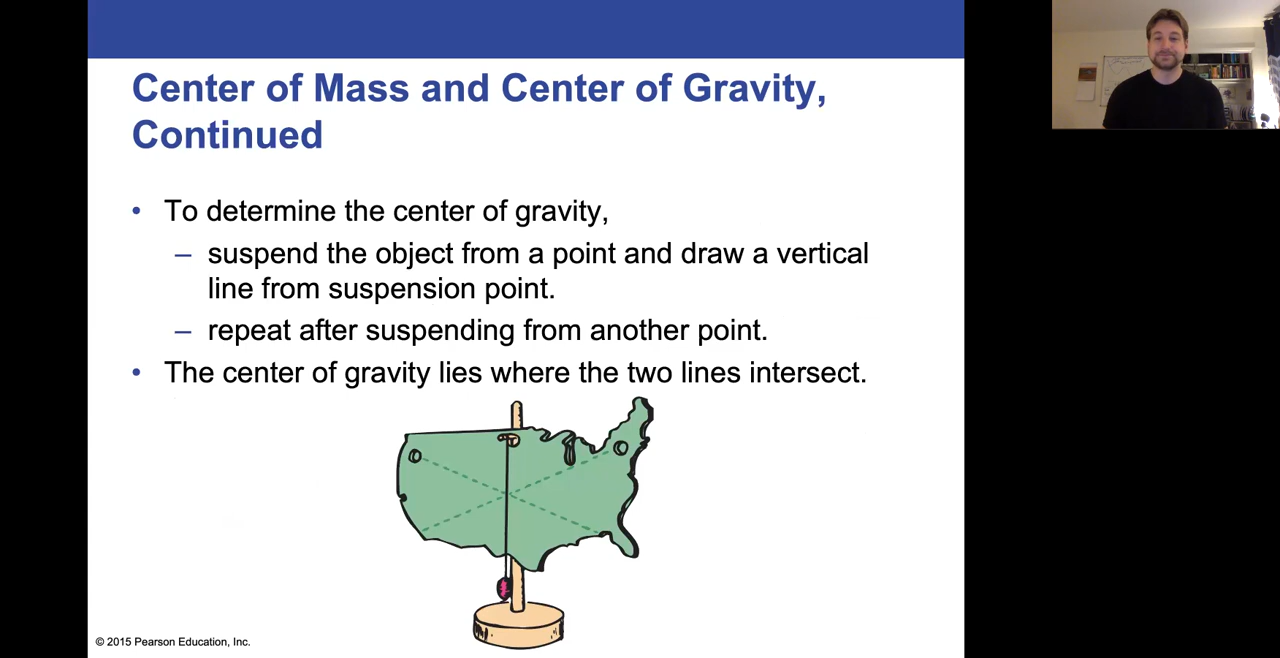 Center of Mass and Center of Gravity,
Continued
• To determine the center of gravity,
– suspend the object from a point and draw a vertical
line from suspension point.
– repeat after suspending from another point.
• The center of gravity lies where the two lines intersect.
© 2015 Pearson Education, Inc.